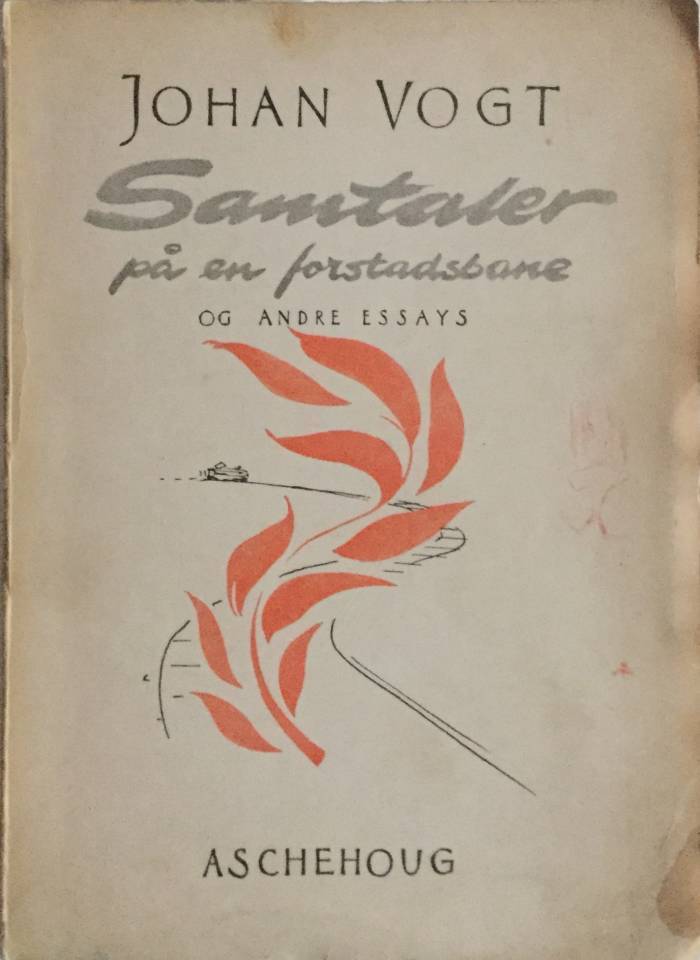 JOHAN VOGT
Samtaler
på en forstadsbane
OG ANDRE ESSAYS
ASCHEHOUG